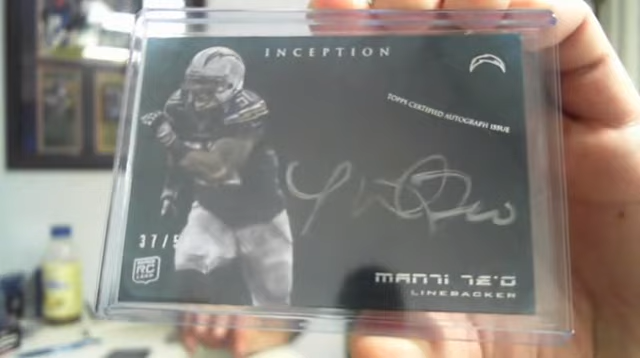 INCEPTION
TOPPS CERTIFIED AUTOGRAPH ISSUE
37/5
RC
MANTI TE'O
LINEBACKER